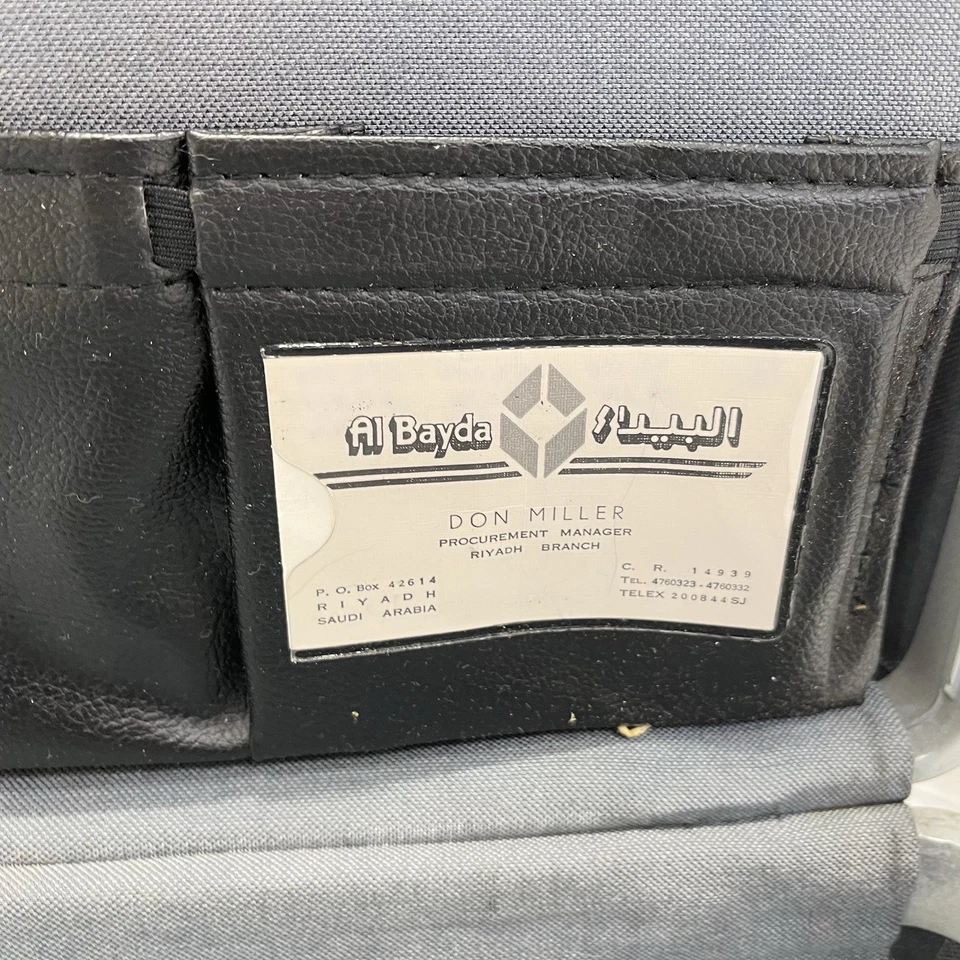 Al Bayda البيداء
DON MILLER
PROCUREMENT MANAGER
RIYADH BRANCH
P. O. Box 42614
RIYADH
SAUDI ARABIA
C. R. 14939
TEL. 4760323 - 4760332
TELEX 200844 SJ